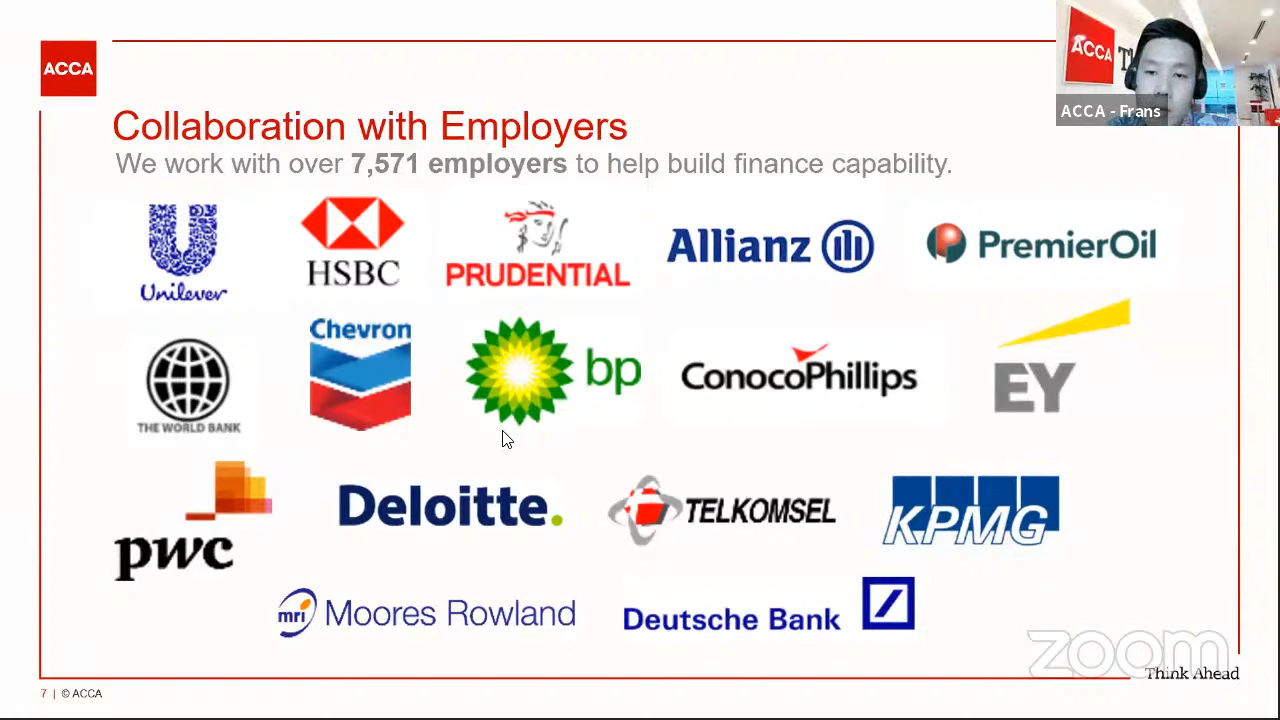 ACCA
ACCA
ACCA - Frans
Collaboration with Employers
We work with over 7,571 employers to help build finance capability.
Unilever
HSBC
PRUDENTIAL
Allianz
PremierOil
THE WORLD BANK
Chevron
bp
ConocoPhillips
EY
pwc
Deloitte.
TELKOMSEL
KPMG
mri Moores Rowland
Deutsche Bank
zoom
Think Ahead
7 | © ACCA